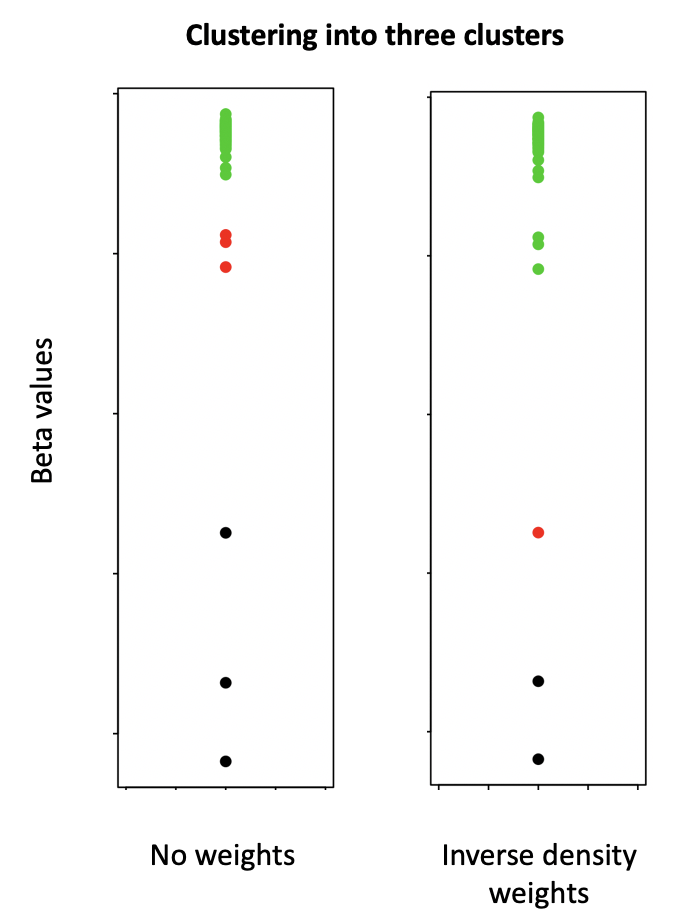 Clustering into three clusters
Beta values
No weights
Inverse density
weights